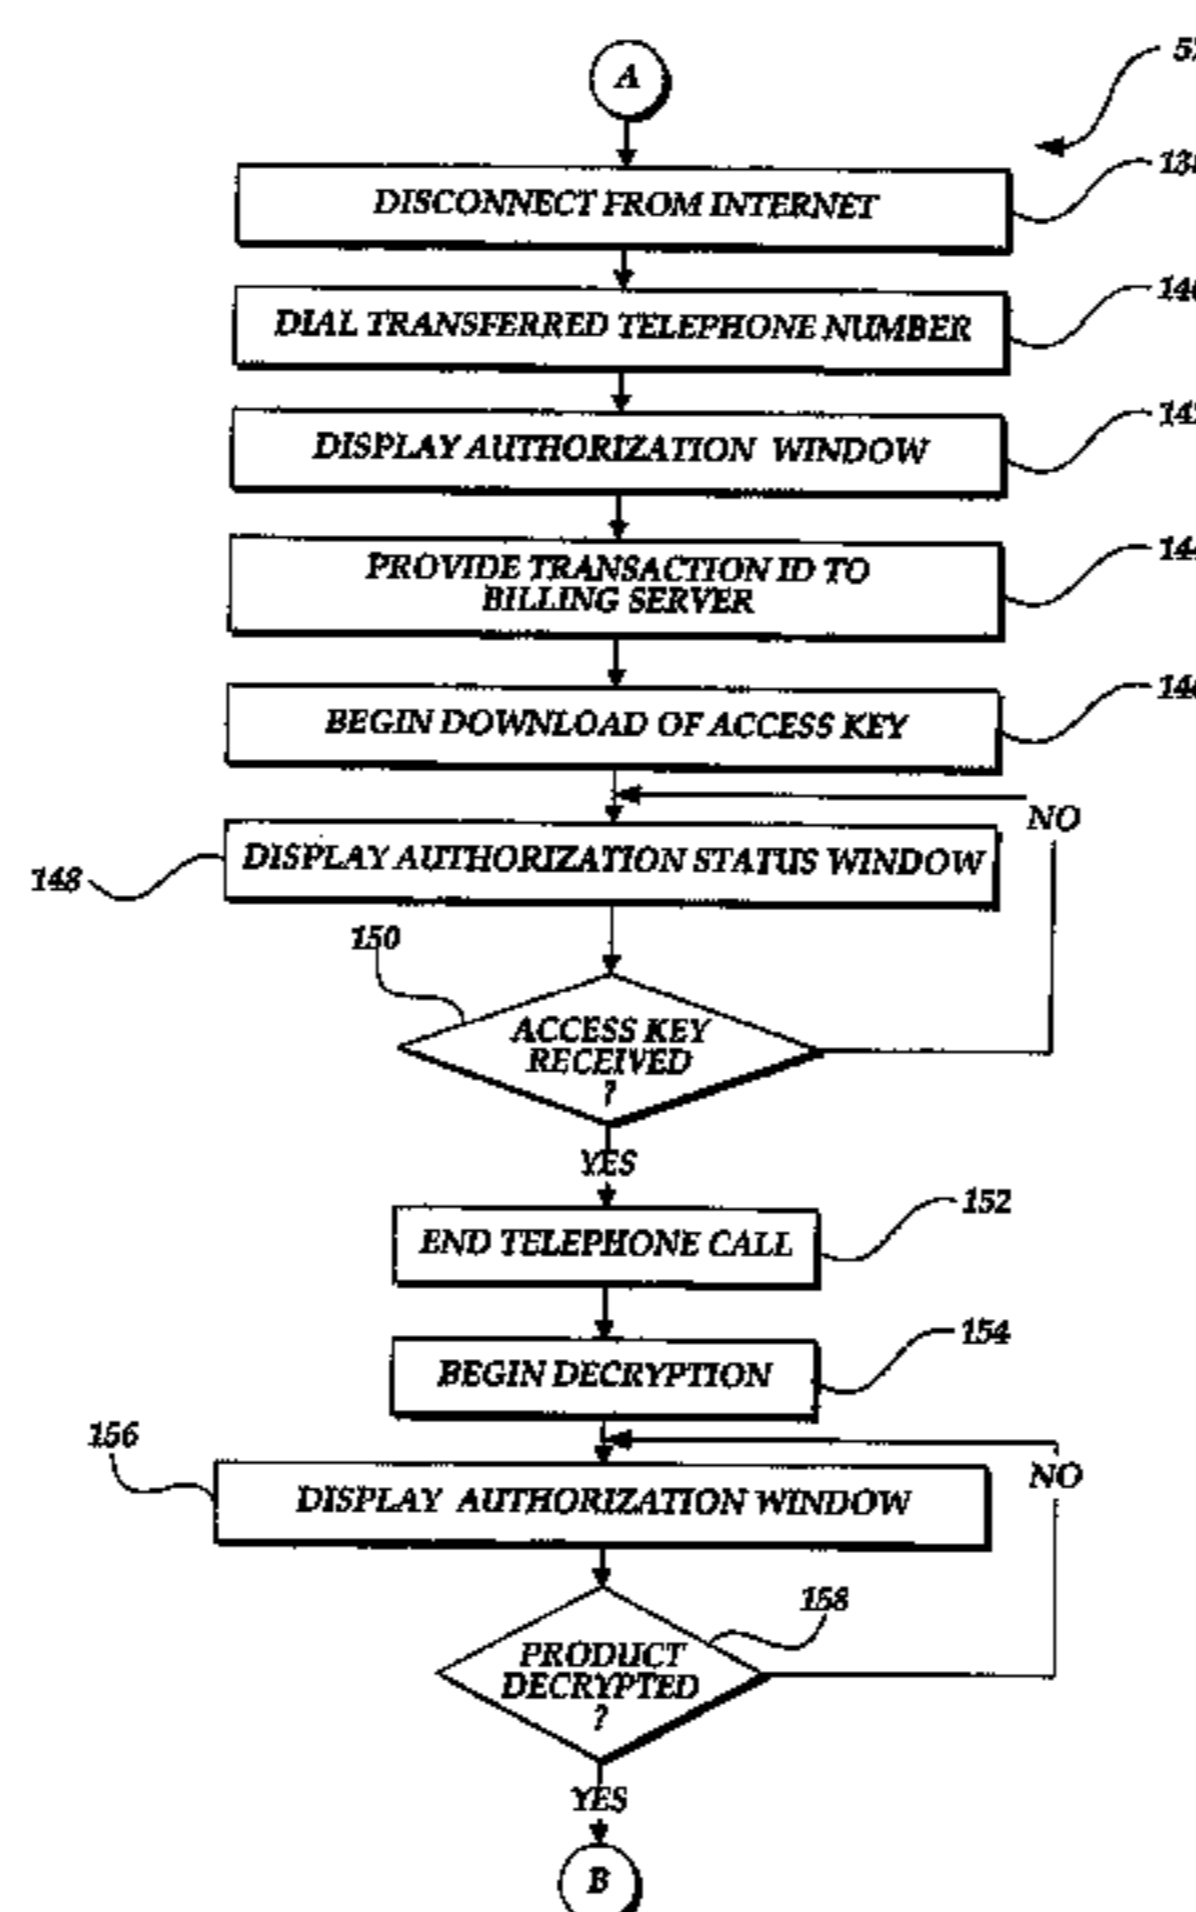 A
DISCONNECT FROM INTERNET
DIAL TRANSFERRED TELEPHONE NUMBER
DISPLAY AUTHORIZATION WINDOW
PROVIDE TRANSACTION ID TO
BILLING SERVER
144
BEGIN DOWNLOAD OF ACCESS KEY
NO
DISPLAY AUTHORIZATION STATUS WINDOW
148
150
ACCESS KEY
RECEIVED
?
YES
152
END TELEPHONE CALL
154
BEGIN DECRYPTION
156
NO
DISPLAY AUTHORIZATION WINDOW
158
PRODUCT
DECRYPTED
?
YES
B